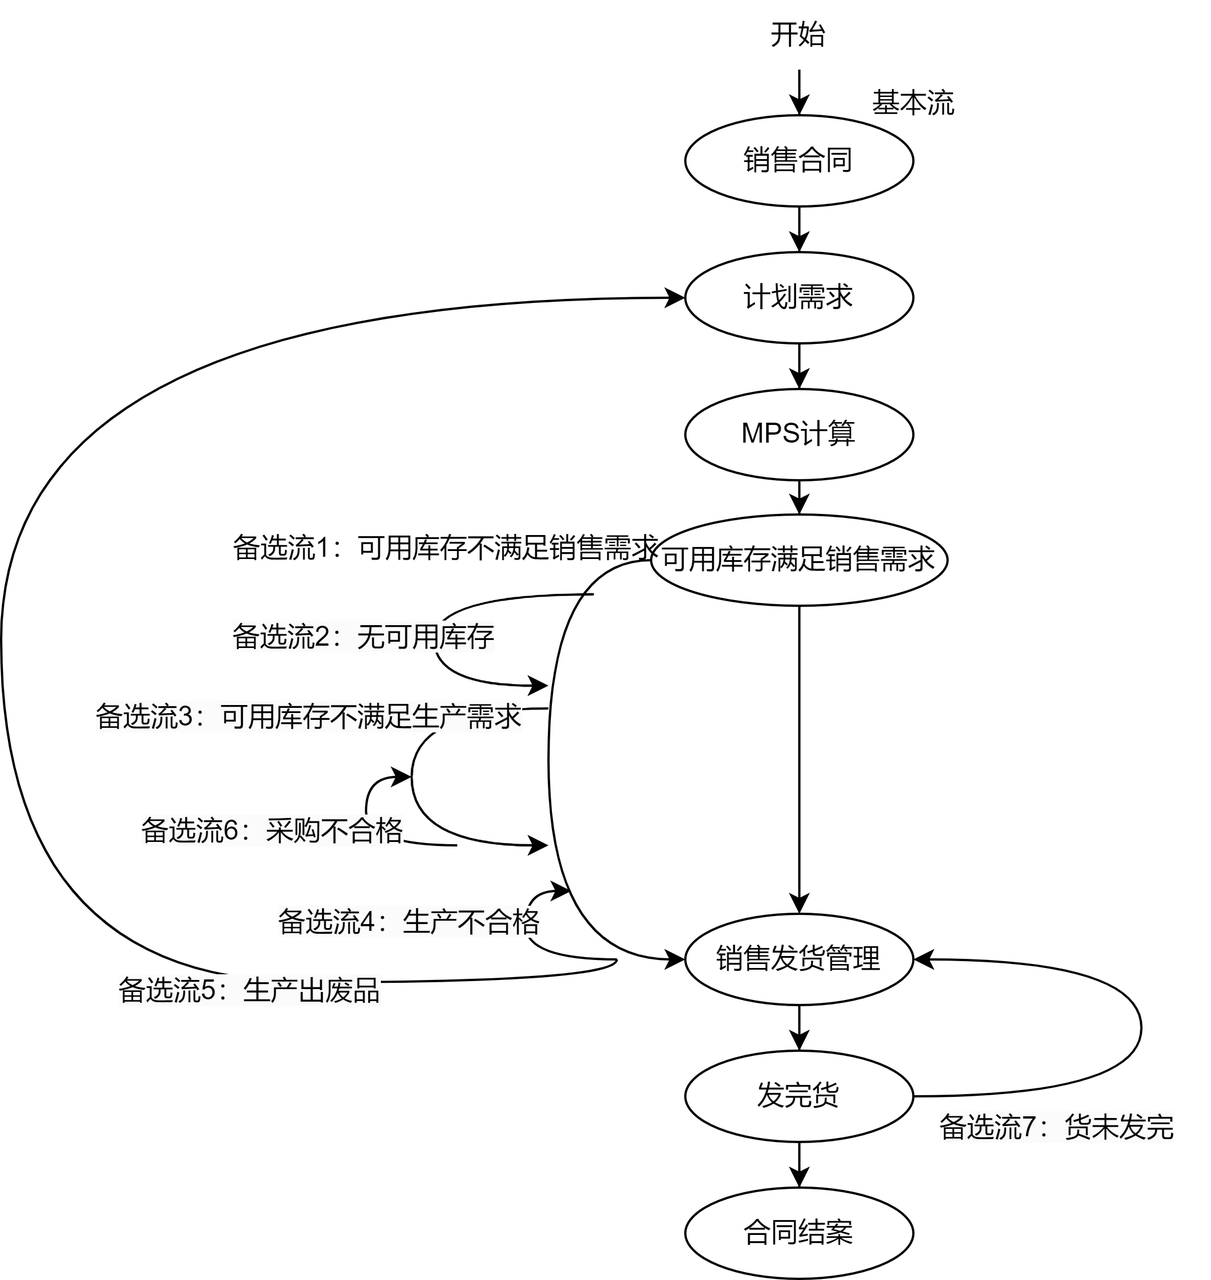 开始
基本流
销售合同
计划需求
MPS计算
备选流1：可用库存不满足销售需求
可用库存满足销售需求
备选流2：无可用库存
备选流3：可用库存不满足生产需求
备选流6：采购不合格
备选流4：生产不合格
销售发货管理
备选流5：生产出废品
发完货
备选流7：货未发完
合同结案